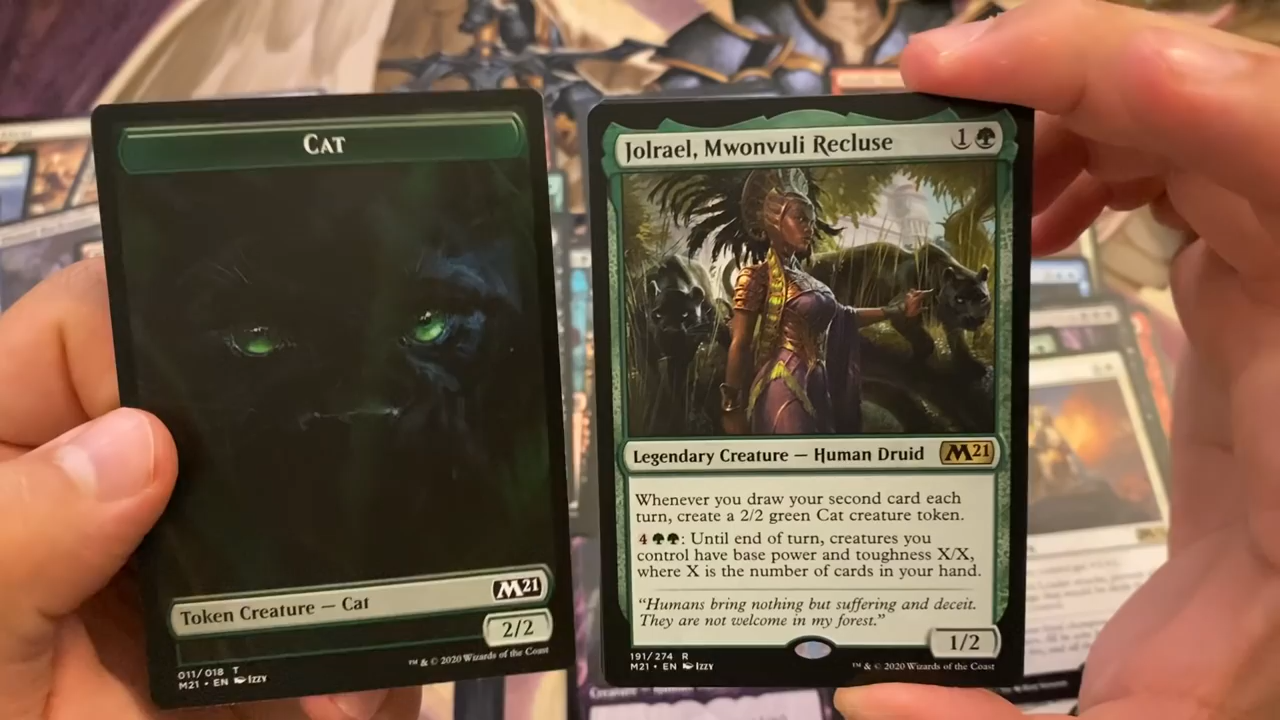 Cat
Token Creature — Cat
M21
2/2
011/018 T
M21 • EN Izzy
™ & © 2020 Wizards of the Coast
Jolrael, Mwonvuli Recluse
1
Legendary Creature — Human Druid
M21
Whenever you draw your second card each
turn, create a 2/2 green Cat creature token.
4 : Until end of turn, creatures you
control have base power and toughness X/X,
where X is the number of cards in your hand.
“Humans bring nothing but suffering and deceit.
They are not welcome in my forest.”
1/2
191/274 R
M21 • EN Izzy
™ & © 2020 Wizards of the Coast